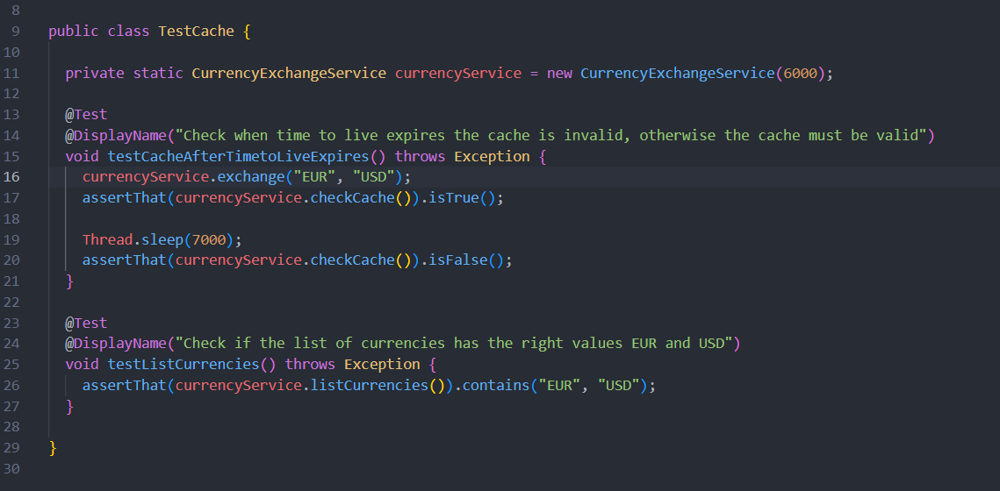 8
9 public class TestCache {
10
11 private static CurrencyExchangeService currencyService = new CurrencyExchangeService(6000);
12
13 @Test
14 @DisplayName("Check when time to live expires the cache is invalid, otherwise the cache must be valid")
15 void testCacheAfterTimetoLiveExpires() throws Exception {
16 currencyService.exchange("EUR", "USD");
17 assertThat(currencyService.checkCache()).isTrue();
18
19 Thread.sleep(7000);
20 assertThat(currencyService.checkCache()).isFalse();
21 }
22
23 @Test
24 @DisplayName("Check if the list of currencies has the right values EUR and USD")
25 void testListCurrencies() throws Exception {
26 assertThat(currencyService.listCurrencies()).contains("EUR", "USD");
27 }
28
29 }
30